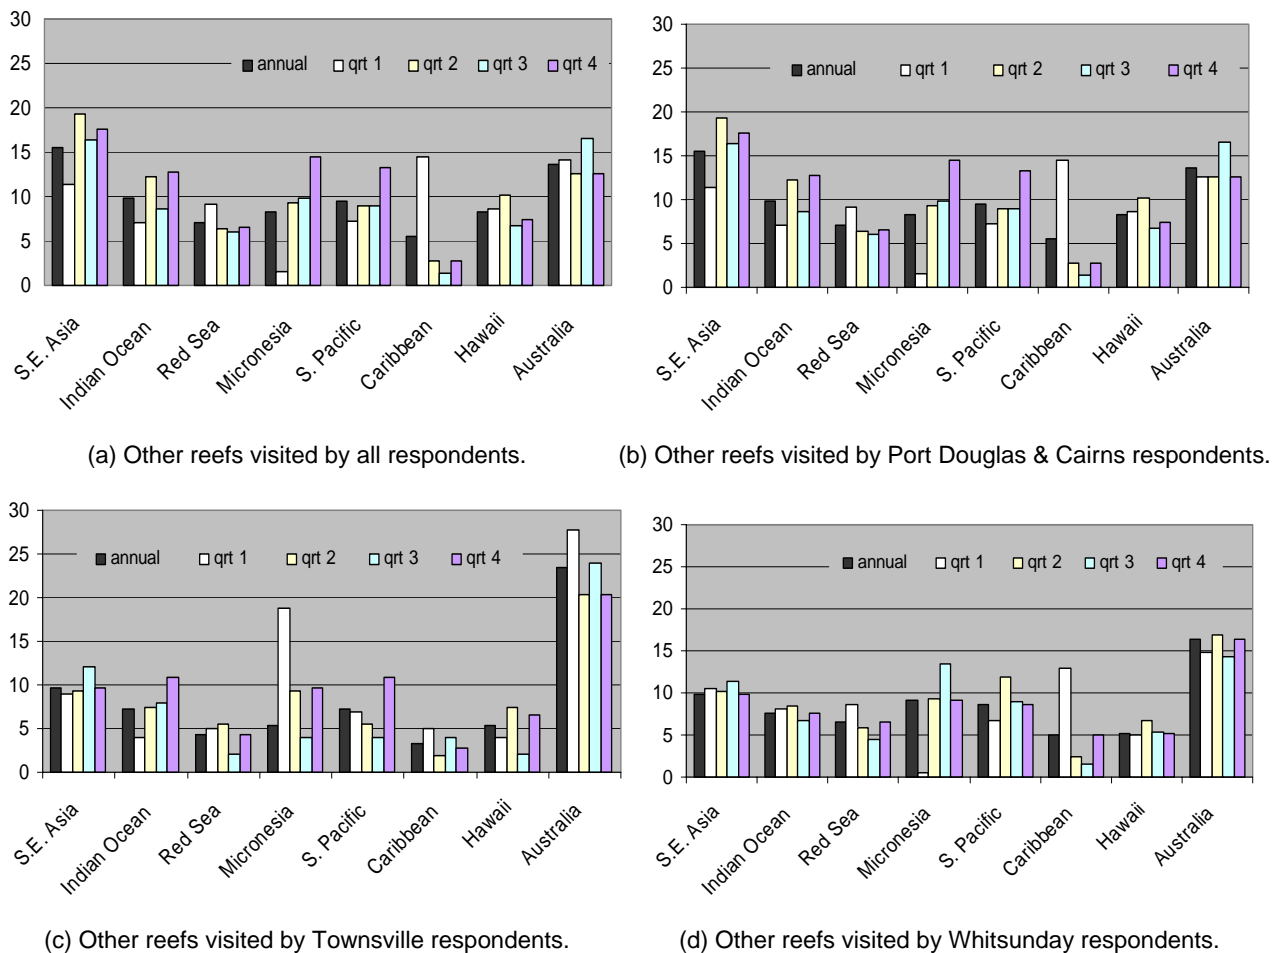 30
25
20
15
10
5
0
annual qrt 1 qrt 2 qrt 3 qrt 4
S.E. Asia
Indian Ocean
Red Sea
Micronesia
S. Pacific
Caribbean
Hawaii
Australia
(a) Other reefs visited by all respondents.
30
25
20
15
10
5
0
annual qrt 1 qrt 2 qrt 3 qrt 4
S.E. Asia
Indian Ocean
Red Sea
Micronesia
S. Pacific
Caribbean
Hawaii
Australia
(b) Other reefs visited by Port Douglas & Cairns respondents.
30
25
20
15
10
5
0
annual qrt 1 qrt 2 qrt 3 qrt 4
S.E. Asia
Indian Ocean
Red Sea
Micronesia
S. Pacific
Caribbean
Hawaii
Australia
(c) Other reefs visited by Townsville respondents.
30
25
20
15
10
5
0
annual qrt 1 qrt 2 qrt 3 qrt 4
S.E. Asia
Indian Ocean
Red Sea
Micronesia
S. Pacific
Caribbean
Hawaii
Australia
(d) Other reefs visited by Whitsunday respondents.